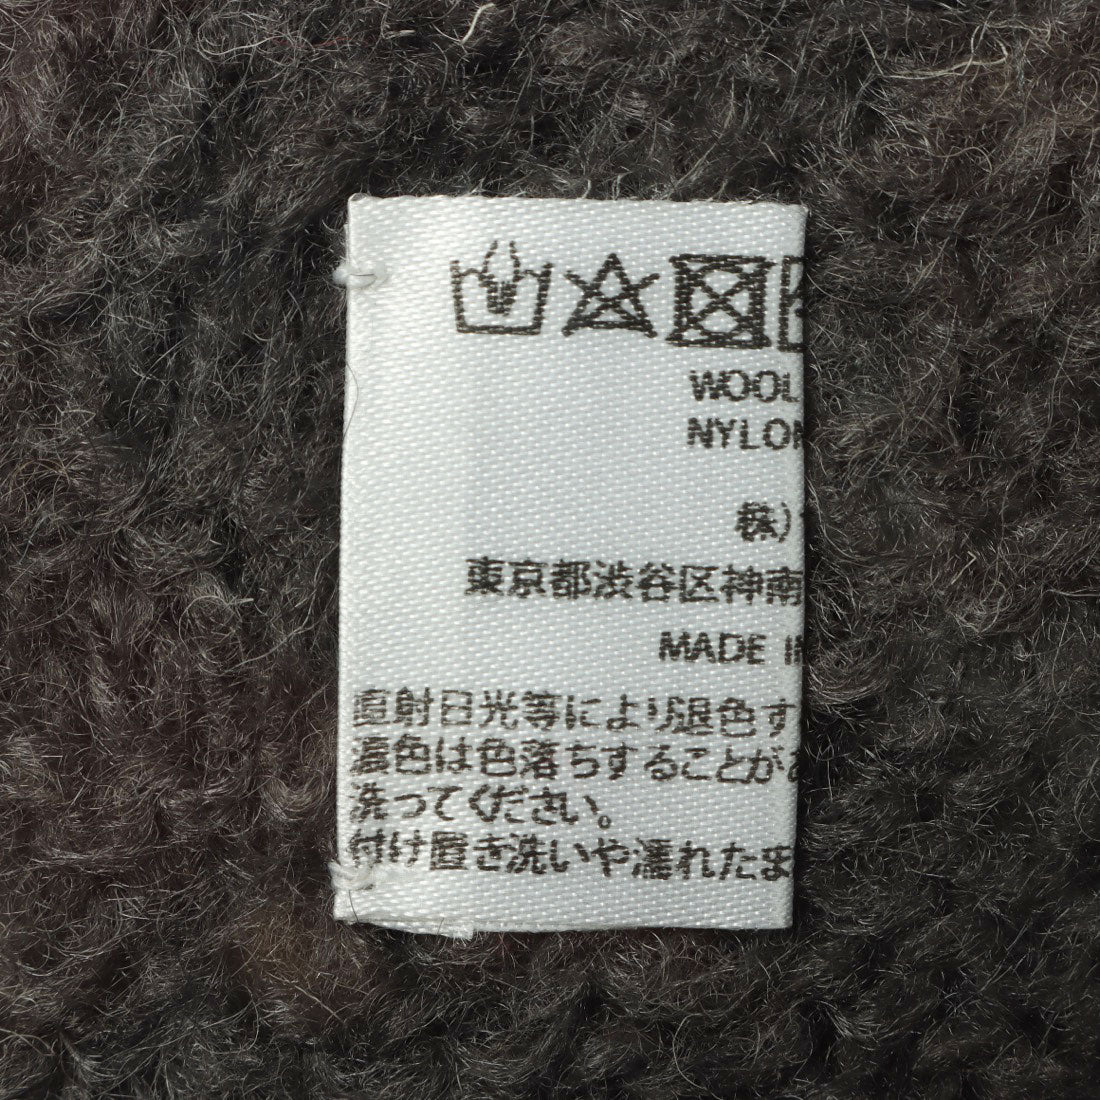 WOOL
NYLON
株)
東京都渋谷区神南
MADE IN
直射日光等により退色す
濃色は色落ちすることがあ
洗ってください。
付け置き洗いや濡れたま